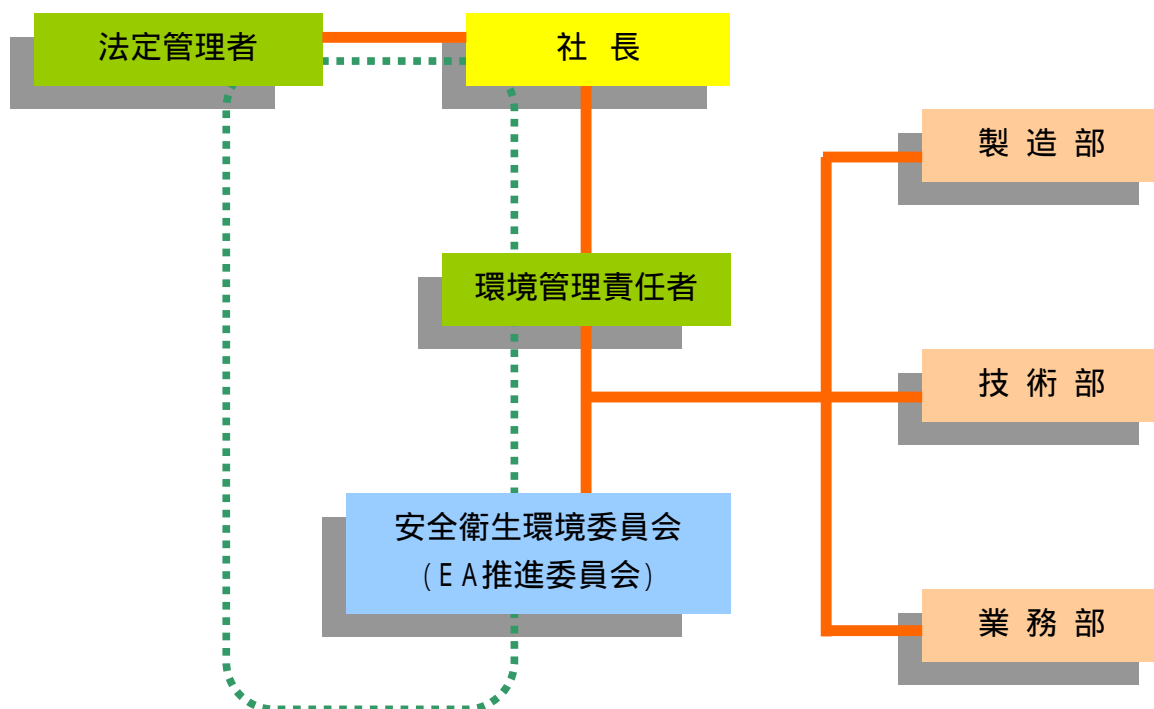 法定管理者
社 長
製 造 部
環境管理責任者
技 術 部
安全衛生環境委員会
(EA推進委員会)
業 務 部